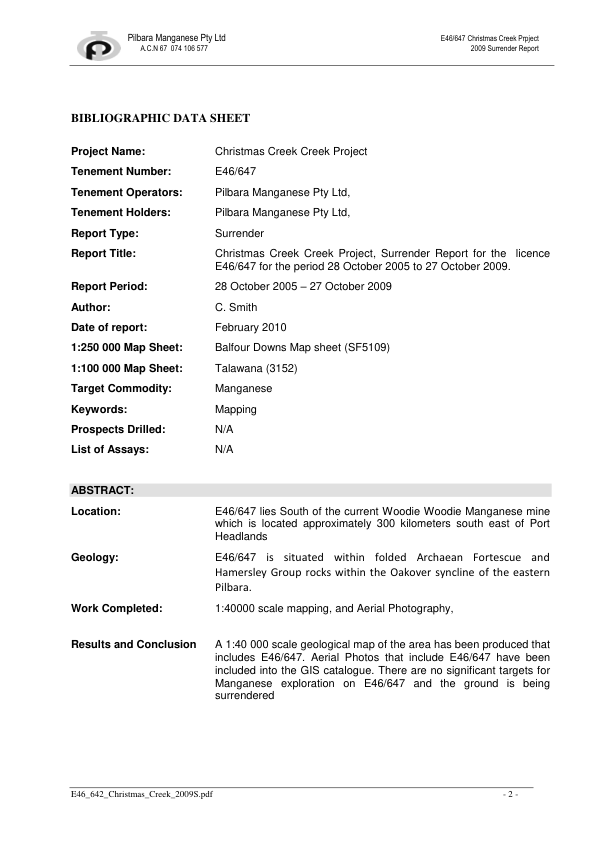 Pilbara Manganese Pty Ltd
A.C.N 67 074 106 577
E46/647 Christmas Creek Prpject
2009 Surrender Report
BIBLIOGRAPHIC DATA SHEET
Project Name: Christmas Creek Creek Project
Tenement Number: E46/647
Tenement Operators: Pilbara Manganese Pty Ltd,
Tenement Holders: Pilbara Manganese Pty Ltd,
Report Type: Surrender
Report Title: Christmas Creek Creek Project, Surrender Report for the licence
E46/647 for the period 28 October 2005 to 27 October 2009.
Report Period: 28 October 2005 – 27 October 2009
Author: C. Smith
Date of report: February 2010
1:250 000 Map Sheet: Balfour Downs Map sheet (SF5109)
1:100 000 Map Sheet: Talawana (3152)
Target Commodity: Manganese
Keywords: Mapping
Prospects Drilled: N/A
List of Assays: N/A
ABSTRACT:
Location: E46/647 lies South of the current Woodie Woodie Manganese mine
which is located approximately 300 kilometers south east of Port
Headlands
Geology: E46/647 is situated within folded Archaean Fortescue and
Hamersley Group rocks within the Oakover syncline of the eastern
Pilbara.
Work Completed: 1:40000 scale mapping, and Aerial Photography,
Results and Conclusion A 1:40 000 scale geological map of the area has been produced that
includes E46/647. Aerial Photos that include E46/647 have been
included into the GIS catalogue. There are no significant targets for
Manganese exploration on E46/647 and the ground is being
surrendered
E46_642_Christmas_Creek_2009S.pdf - 2 -